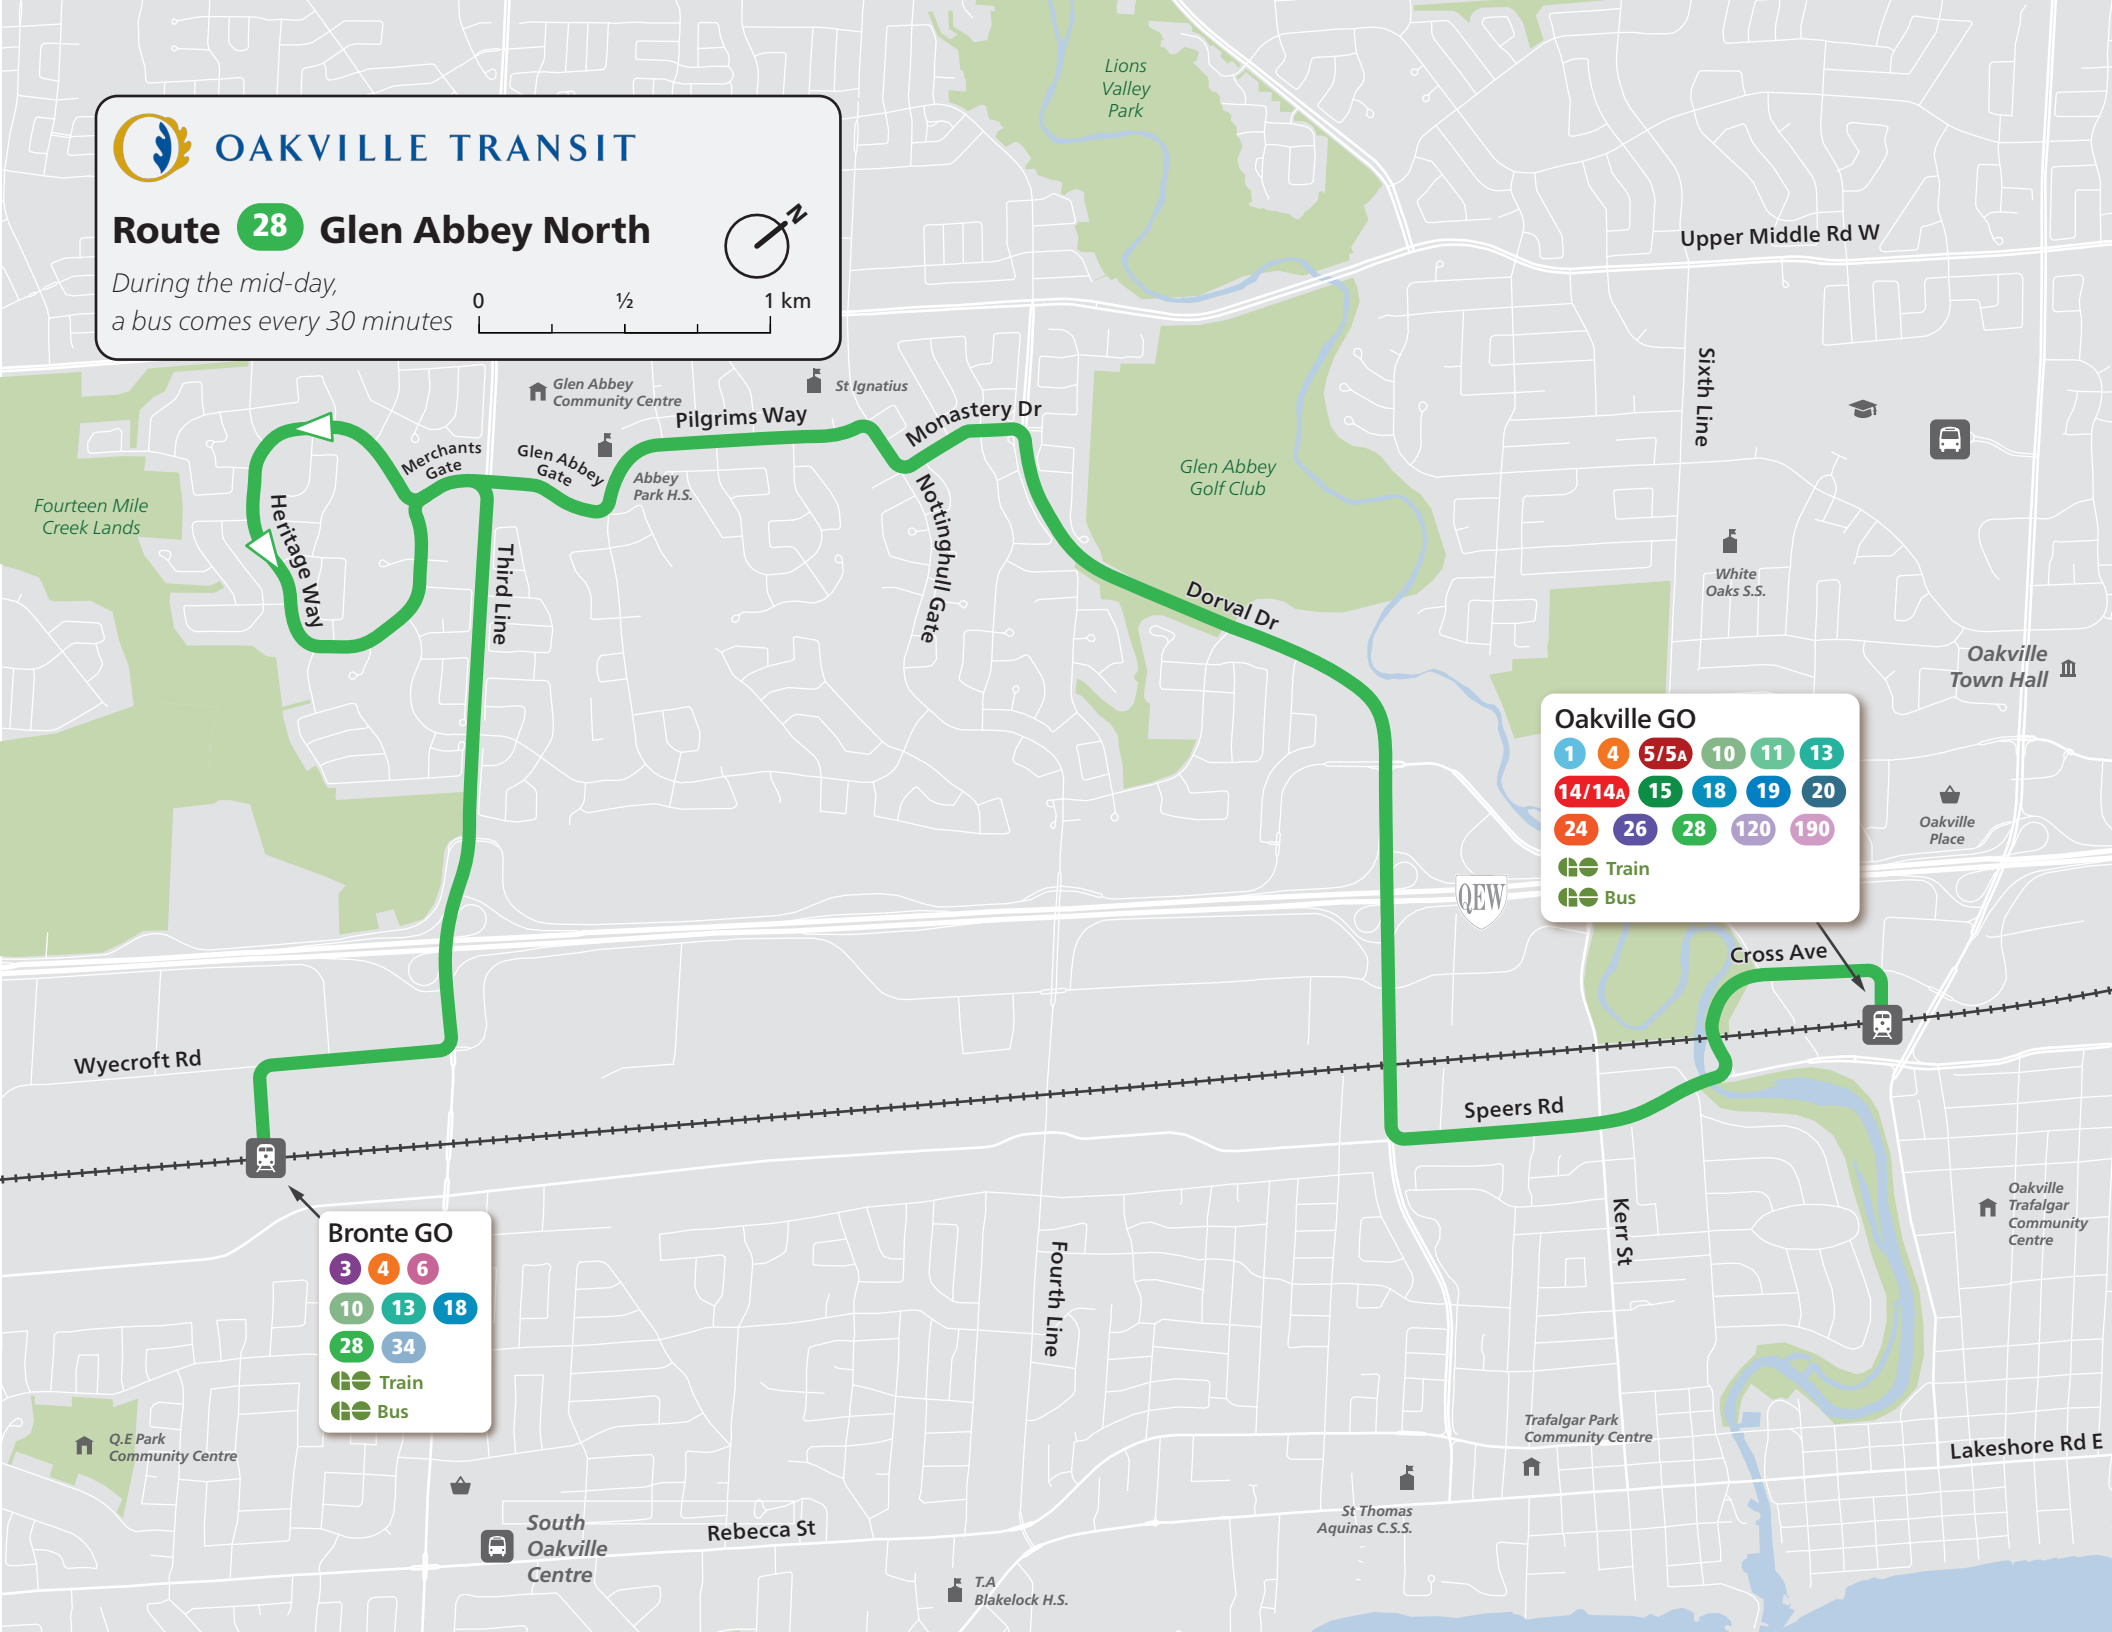 OAKVILLE TRANSIT
Route 28 Glen Abbey North
During the mid-day,
a bus comes every 30 minutes
N
0 ½ 1 km
Lions
Valley
Park
Upper Middle Rd W
Sixth Line
Glen Abbey
Community Centre
St Ignatius
Pilgrims Way
Monastery Dr
Merchants
Gate
Glen Abbey
Gate
Abbey
Park H.S.
Fourteen Mile
Creek Lands
Heritage Way
Third Line
Nottinghull Gate
Glen Abbey
Golf Club
Dorval Dr
White
Oaks S.S.
Oakville
Town Hall
Oakville GO
1 4 5/5A 10 11 13
14/14A 15 18 19 20
24 26 28 120 190
GO Train
GO Bus
Oakville
Place
QEW
Cross Ave
Wyecroft Rd
Speers Rd
Kerr St
Fourth Line
Oakville
Trafalgar
Community
Centre
Bronte GO
3 4 6
10 13 18
28 34
GO Train
GO Bus
Q.E Park
Community Centre
Trafalgar Park
Community Centre
Lakeshore Rd E
St Thomas
Aquinas C.S.S.
South
Oakville
Centre
Rebecca St
T.A
Blakelock H.S.